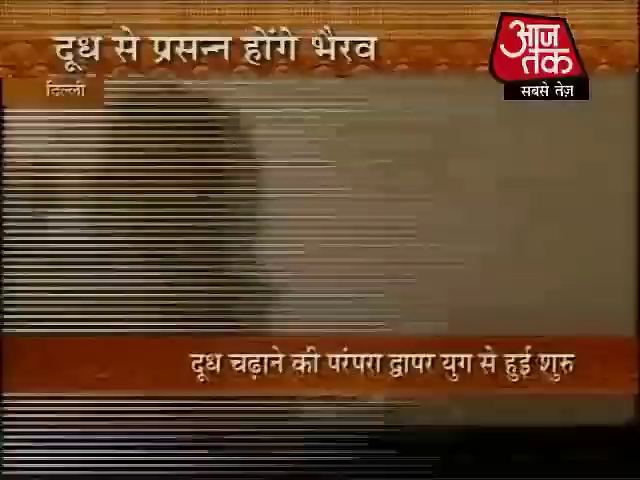 दूध से प्रसन्न होंगे भैरव
आज
तक
सबसे तेज़
दिल्ली
दूध चढ़ाने की परंपरा द्वापर युग से हुई शुरु